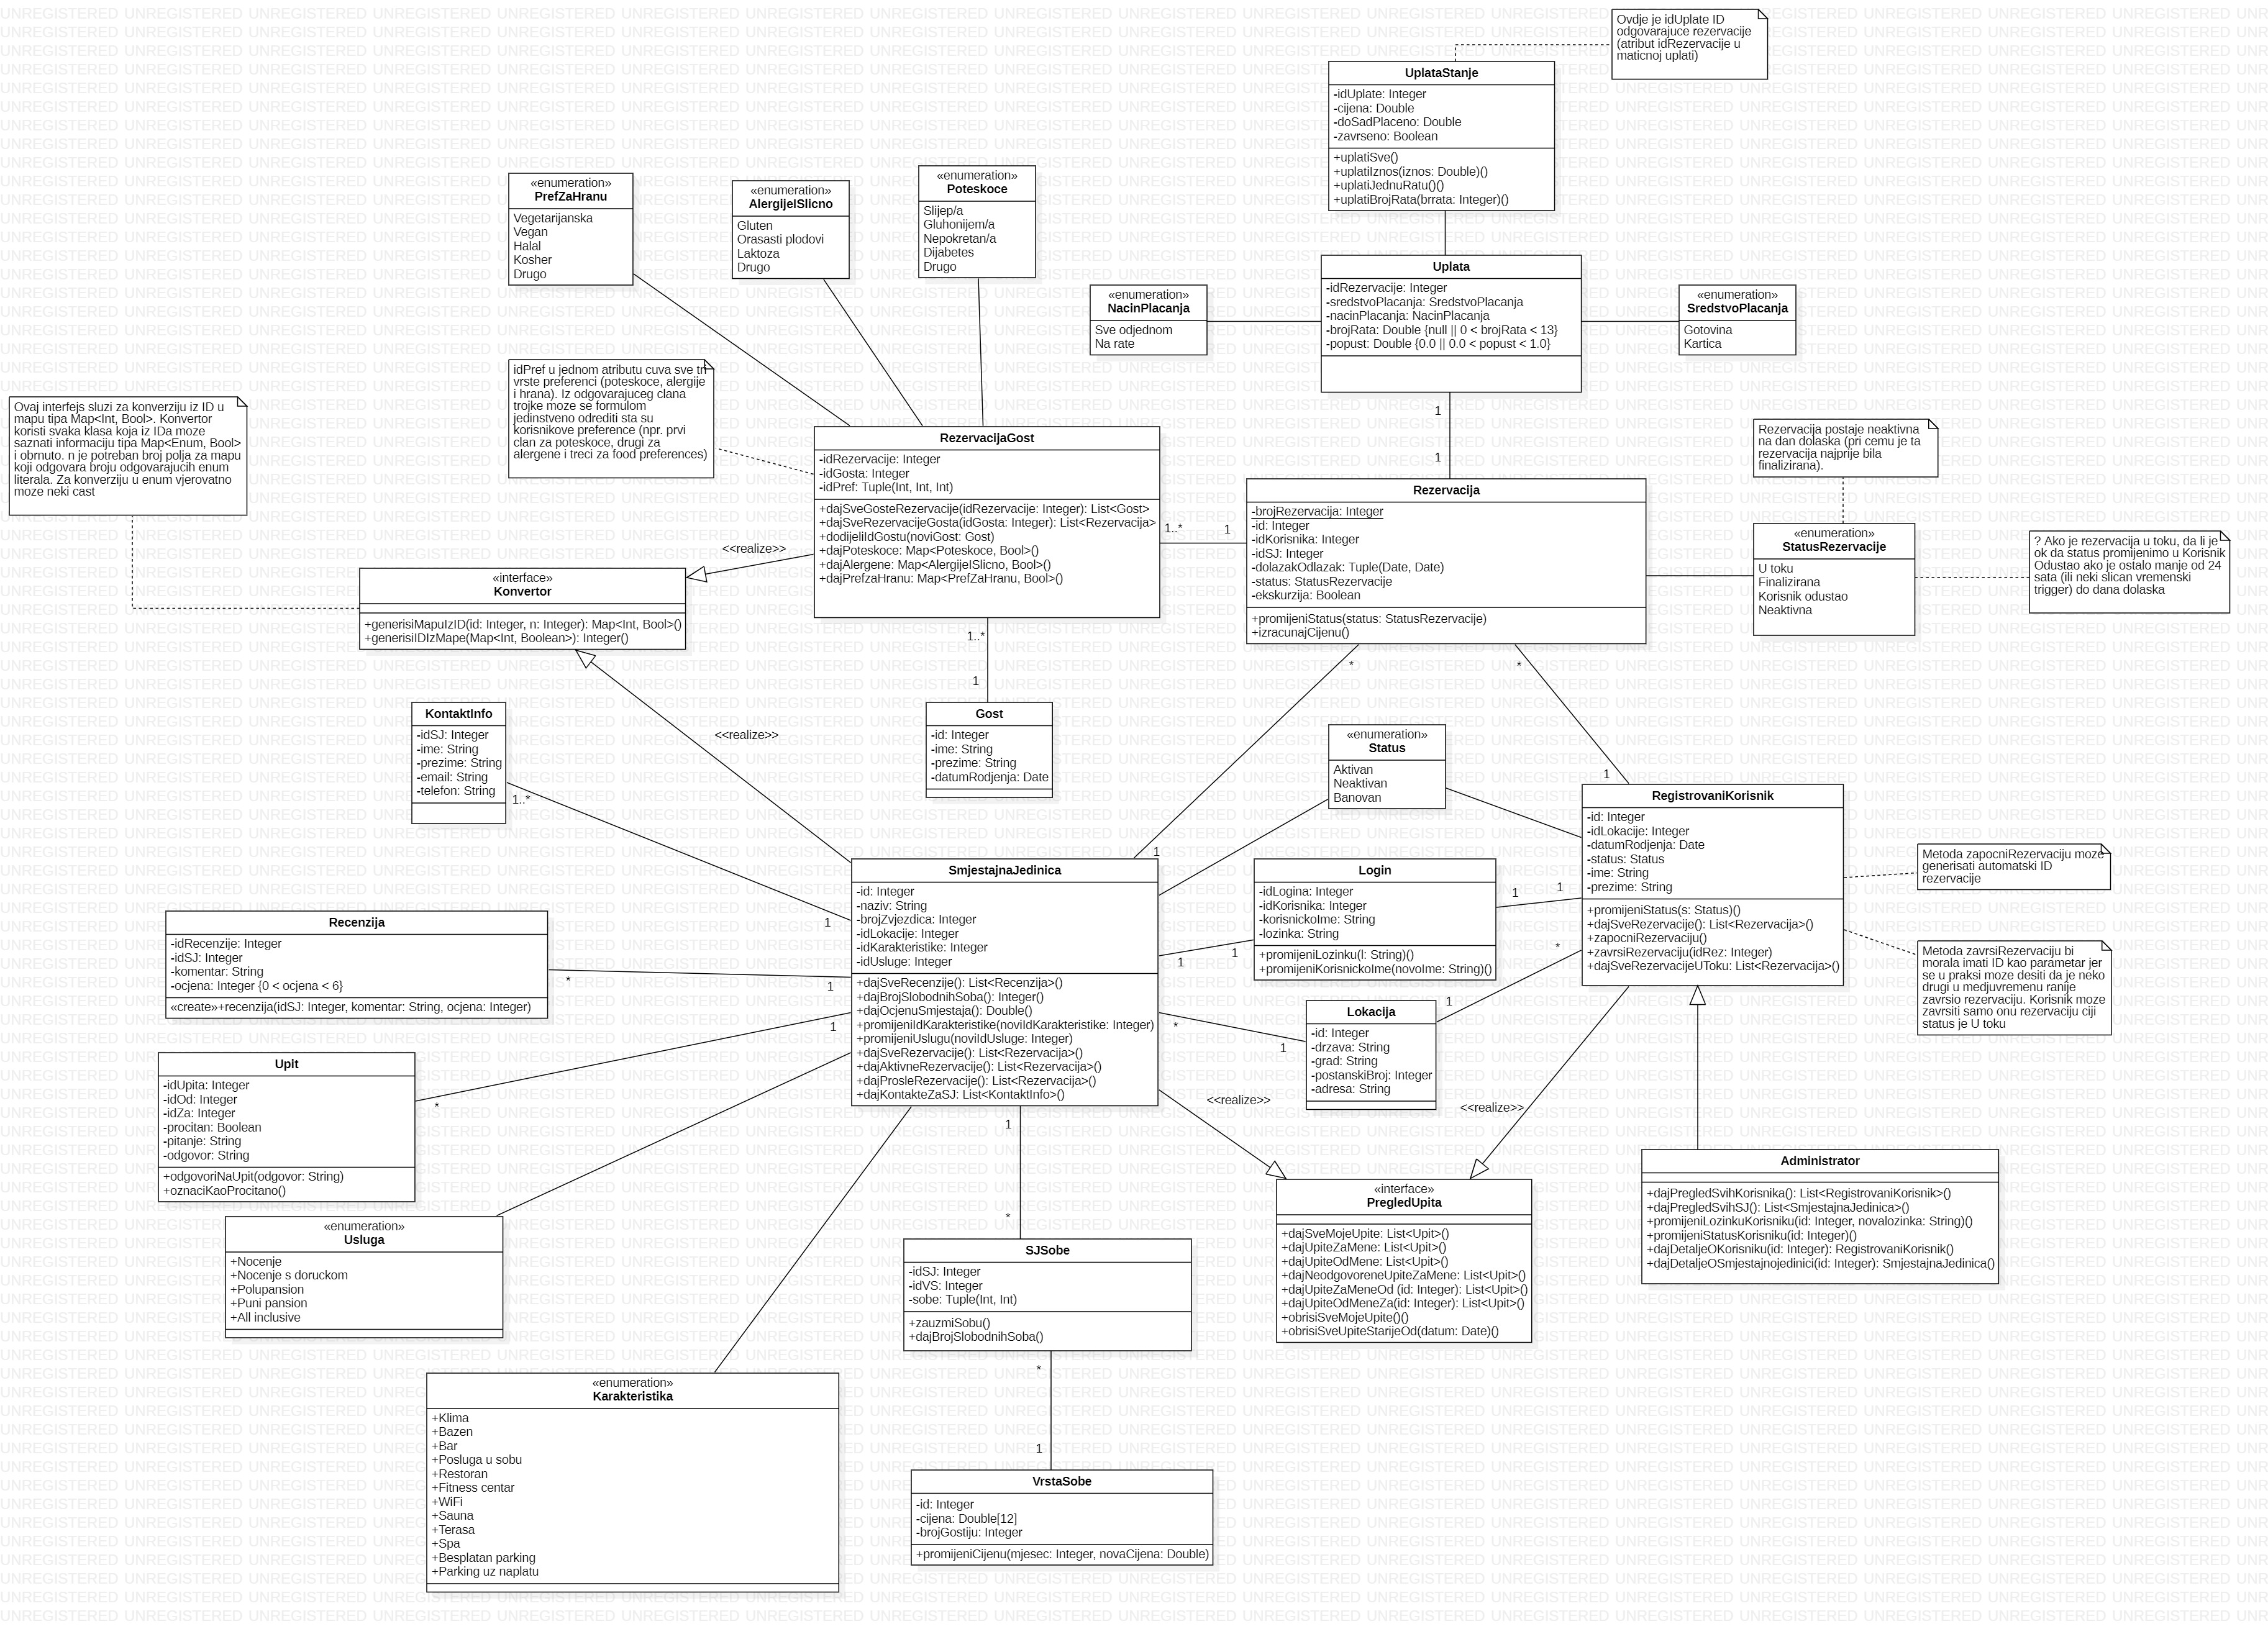 Ovdje je idUplate ID
odgovarajuce rezervacije
(atribut idRezervacije u
maticnoj uplati)
UplataStanje
-idUplate: Integer
-cijena: Double
-doSadPlaceno: Double
-zavrseno: Boolean
+uplatiSve()
+uplatiIznos(iznos: Double)()
+uplatiJednuRatu()()
+uplatiBrojRata(brrata: Integer)()
«enumeration»
PrefZaHranu
Vegetarijanska
Vegan
Halal
Kosher
Drugo
«enumeration»
AlergijeISlicno
Gluten
Orasasti plodovi
Laktoza
Drugo
«enumeration»
Poteskoce
Slijep/a
Gluhonijem/a
Nepokretan/a
Dijabetes
Drugo
«enumeration»
NacinPlacanja
Sve odjednom
Na rate
Uplata
-idRezervacije: Integer
-sredstvoPlacanja: SredstvoPlacanja
-nacinPlacanja: NacinPlacanja
-brojRata: Double {null || 0 < brojRata < 13}
-popust: Double {0.0 || 0.0 < popust < 1.0}
«enumeration»
SredstvoPlacanja
Gotovina
Kartica
1
1
idPref u jednom atributu cuva sve tri
vrste preferenci (poteskoce, alergije
i hrana). Iz odgovarajuceg clana
trojke moze se formulom
jedinstveno odrediti sta su
korisnikove preference (npr. prvi
clan za poteskoce, drugi za
alergene i treci za food preferences)
Ovaj interfejs sluzi za konverziju iz ID u
mapu tipa Map<Int, Bool>. Konvertor
koristi svaka klasa koja iz IDa moze
saznati informaciju tipa Map<Enum, Bool>
i obrnuto. n je potreban broj polja za mapu
koji odgovara broju odgovarajucih enum
literala. Za konverziju u enum vjerovatno
moze neki cast
RezervacijaGost
-idRezervacije: Integer
-idGosta: Integer
-idPref: Tuple(Int, Int, Int)
+dajSveGosteRezervacije(idRezervacije: Integer): List<Gost>
+dajSveRezervacijeGosta(idGosta: Integer): List<Rezervacija>
+dodijeliIdGostu(noviGost: Gost)
+dajPoteskoce: Map<Poteskoce, Bool>()
+dajAlergene: Map<AlergijeISlicno, Bool>()
+dajPrefzaHranu: Map<PrefZaHranu, Bool>()
1..*
1
Rezervacija
-brojRezervacija: Integer
-id: Integer
-idKorisnika: Integer
-idSJ: Integer
-dolazakOdlazak: Tuple(Date, Date)
-status: StatusRezervacije
-ekskurzija: Boolean
+promijeniStatus(status: StatusRezervacije)
+izracunajCijenu()
Rezervacija postaje neaktivna
na dan dolaska (pri cemu je ta
rezervacija najprije bila
finalizirana).
«enumeration»
StatusRezervacije
U toku
Finalizirana
Korisnik odustao
Neaktivna
? Ako je rezervacija u toku, da li je
ok da status promijenimo u Korisnik
Odustao ako je ostalo manje od 24
sata (ili neki slican vremenski
trigger) do dana dolaska
<<realize>>
«interface»
Konvertor
+generisiMapuIzID(id: Integer, n: Integer): Map<Int, Bool>()
+generisiIDIzMape(Map<Int, Boolean>): Integer()
1..*
1
*
*
1
1
<<realize>>
KontaktInfo
-idSJ: Integer
-ime: String
-prezime: String
-email: String
-telefon: String
1..*
1
Gost
-id: Integer
-ime: String
-prezime: String
-datumRodjenja: Date
«enumeration»
Status
Aktivan
Neaktivan
Banovan
RegistrovaniKorisnik
-id: Integer
-idLokacije: Integer
-datumRodjenja: Date
-status: Status
-ime: String
-prezime: String
+promijeniStatus(s: Status)()
+dajSveRezervacije(): List<Rezervacija>()
+zapocniRezervaciju()
+zavrsiRezervaciju(idRez: Integer)
+dajSveRezervacijeUToku: List<Rezervacija>()
Metoda zapocniRezervaciju moze
generisati automatski ID
rezervacije
Metoda zavrsiRezervaciju bi
morala imati ID kao parametar jer
se u praksi moze desiti da je neko
drugi u medjuvremenu ranije
zavrsio rezervaciju. Korisnik moze
zavrsiti samo onu rezervaciju ciji
status je U toku
SmjestajnaJedinica
-id: Integer
-naziv: String
-brojZvjezdica: Integer
-idLokacije: Integer
-idKarakteristike: Integer
-idUsluge: Integer
+dajSveRecenzije(): List<Recenzija>()
+dajBrojSlobodnihSoba(): Integer()
+dajOcjenuSmjestaja(): Double()
+promijeniIdKarakteristike(noviIdKarakteristike: Integer)
+promijeniUslugu(noviIdUsluge: Integer)
+dajSveRezervacije(): List<Rezervacija>()
+dajAktivneRezervacije(): List<Rezervacija>()
+dajProsleRezervacije(): List<Rezervacija>()
+dajKontakteZaSJ: List<KontaktInfo>()
Login
-idLogina: Integer
-idKorisnika: Integer
-korisnickoIme: String
-lozinka: String
+promijeniLozinku(l: String)()
+promijeniKorisnickoIme(novoIme: String)()
1
1
1
1
*
1
*
1
Lokacija
-id: Integer
-drzava: String
-grad: String
-postanskiBroj: Integer
-adresa: String
Recenzija
-idRecenzije: Integer
-idSJ: Integer
-komentar: String
-ocjena: Integer {0 < ocjena < 6}
«create»+recenzija(idSJ: Integer, komentar: String, ocjena: Integer)
*
1
Upit
-idUpita: Integer
-idOd: Integer
-idZa: Integer
-procitan: Boolean
-pitanje: String
-odgovor: String
+odgovoriNaUpit(odgovor: String)
+oznaciKaoProcitano()
*
1
<<realize>>
<<realize>>
1
*
«enumeration»
Usluga
+Nocenje
+Nocenje s doruckom
+Polupansion
+Puni pansion
+All inclusive
SJSobe
-idSJ: Integer
-idVS: Integer
-sobe: Tuple(Int, Int)
+zauzmiSobu()
+dajBrojSlobodnihSoba()
«interface»
PregledUpita
+dajSveMojeUpite: List<Upit>()
+dajUpiteZaMene: List<Upit>()
+dajUpiteOdMene: List<Upit>()
+dajNeodgovoreneUpiteZaMene: List<Upit>()
+dajUpiteZaMeneOd (id: Integer): List<Upit>()
+dajUpiteOdMeneZa(id: Integer): List<Upit>()
+obrisiSveMojeUpite()()
+obrisiSveUpiteStarijeOd(datum: Date)()
Administrator
+dajPregledSvihKorisnika(): List<RegistrovaniKorisnik>()
+dajPregledSvihSJ(): List<SmjestajnaJedinica>()
+promijeniLozinkuKorisniku(id: Integer, novalozinka: String)()
+promijeniStatusKorisniku(id: Integer)()
+dajDetaljeOKorisniku(id: Integer): RegistrovaniKorisnik()
+dajDetaljeOSmjestajnojedinici(id: Integer): SmjestajnaJedinica()
«enumeration»
Karakteristika
+Klima
+Bazen
+Bar
+Posluga u sobu
+Restoran
+Fitness centar
+WiFi
+Sauna
+Terasa
+Spa
+Besplatan parking
+Parking uz naplatu
*
1
VrstaSobe
-id: Integer
-cijena: Double[12]
-brojGostiju: Integer
+promijeniCijenu(mjesec: Integer, novaCijena: Double)